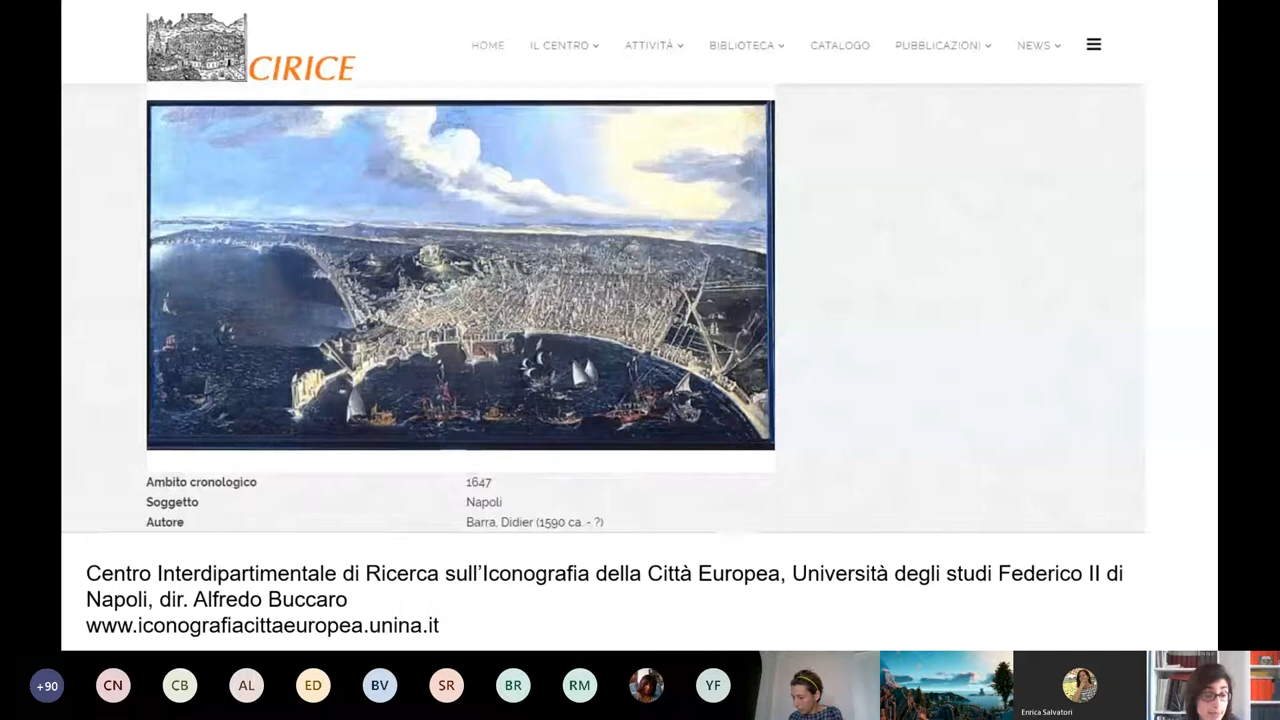 CIRICE
HOME IL CENTRO ATTIVITÀ BIBLIOTECA CATALOGO PUBBLICAZIONI NEWS
Ambito cronologico 1647
Soggetto Napoli
Autore Barra, Didier (1590 ca. - ?)
Centro Interdipartimentale di Ricerca sull’Iconografia della Città Europea, Università degli studi Federico II di
Napoli, dir. Alfredo Buccaro
www.iconografiacittaeuropea.unina.it
+90 CN CB AL ED BV SR BR RM YF
Enrica Salvatori